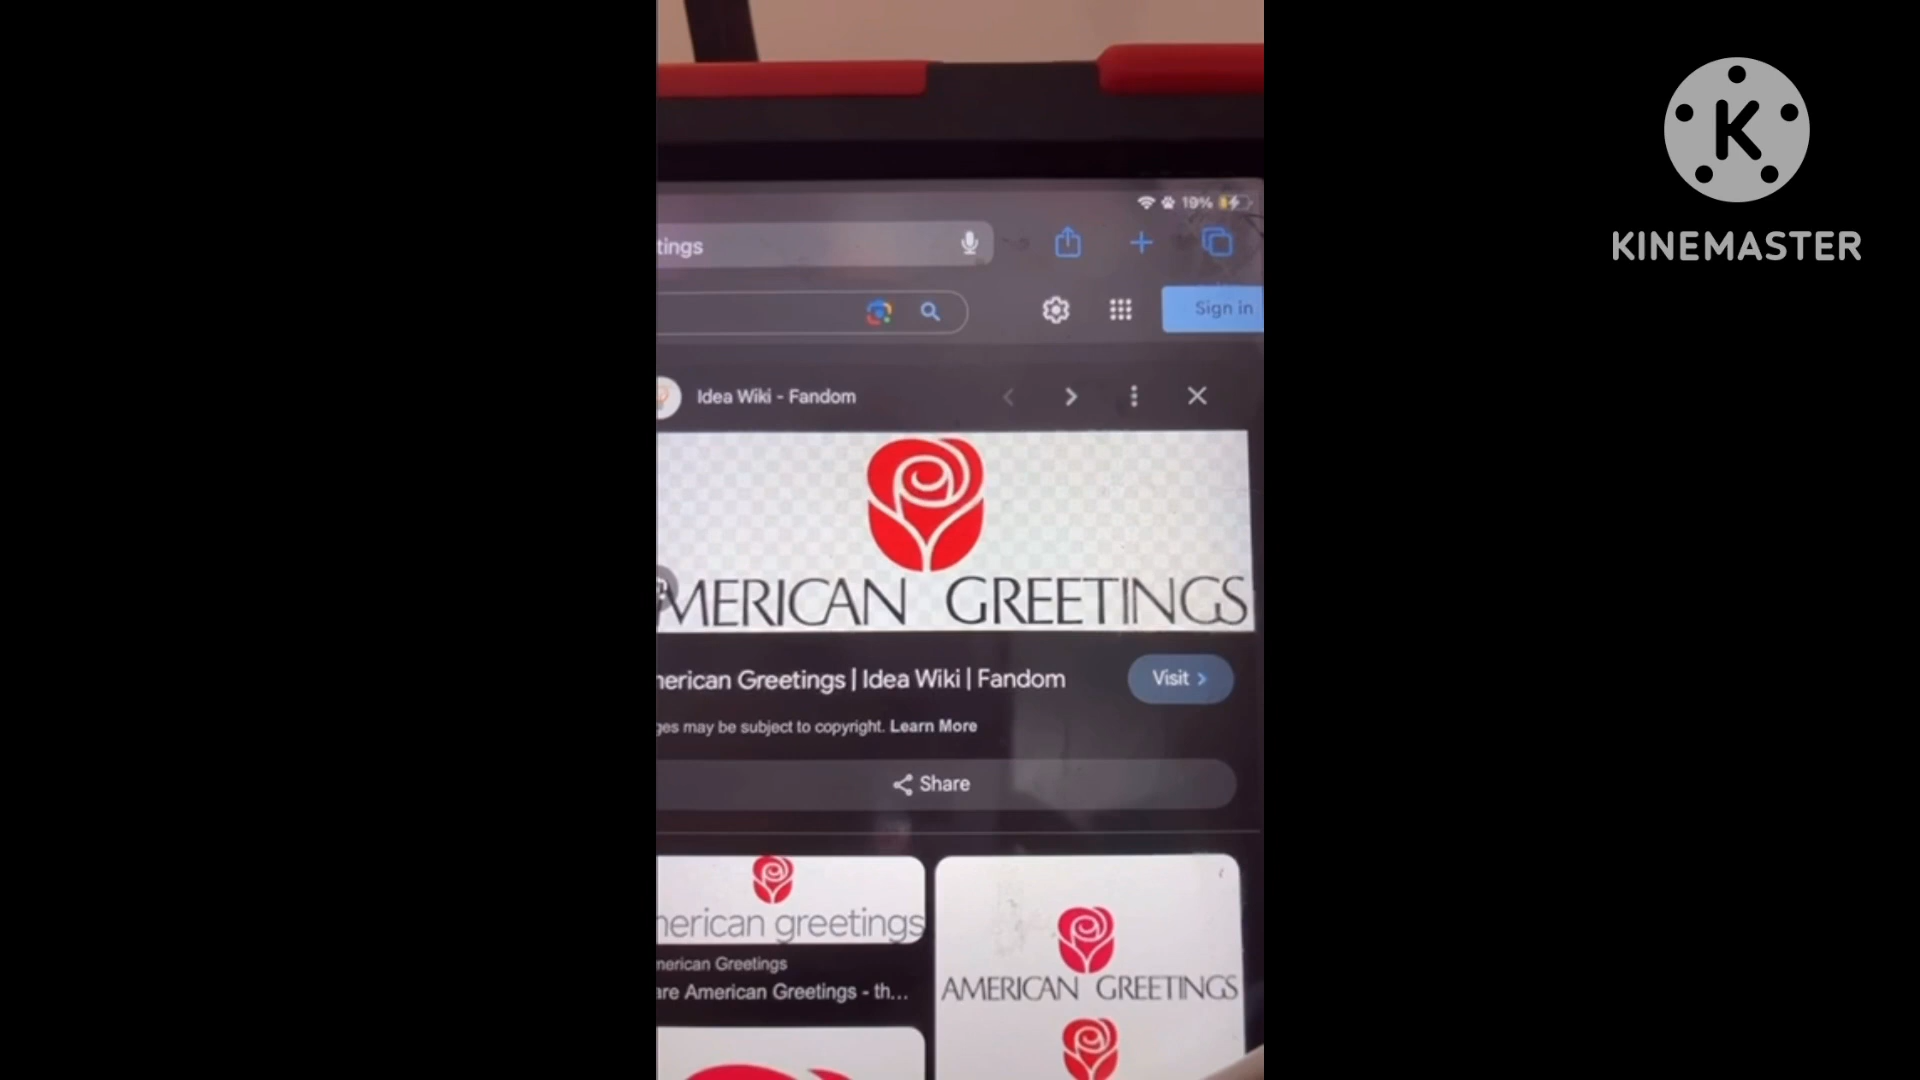 19%
tings
Sign in
Idea Wiki - Fandom
MERICAN GREETINGS
nerican Greetings | Idea Wiki | Fandom
Visit
ges may be subject to copyright. Learn More
Share
nerican greetings
nerican Greetings
are American Greetings - th...
AMERICAN GREETINGS
K
KINEMASTER